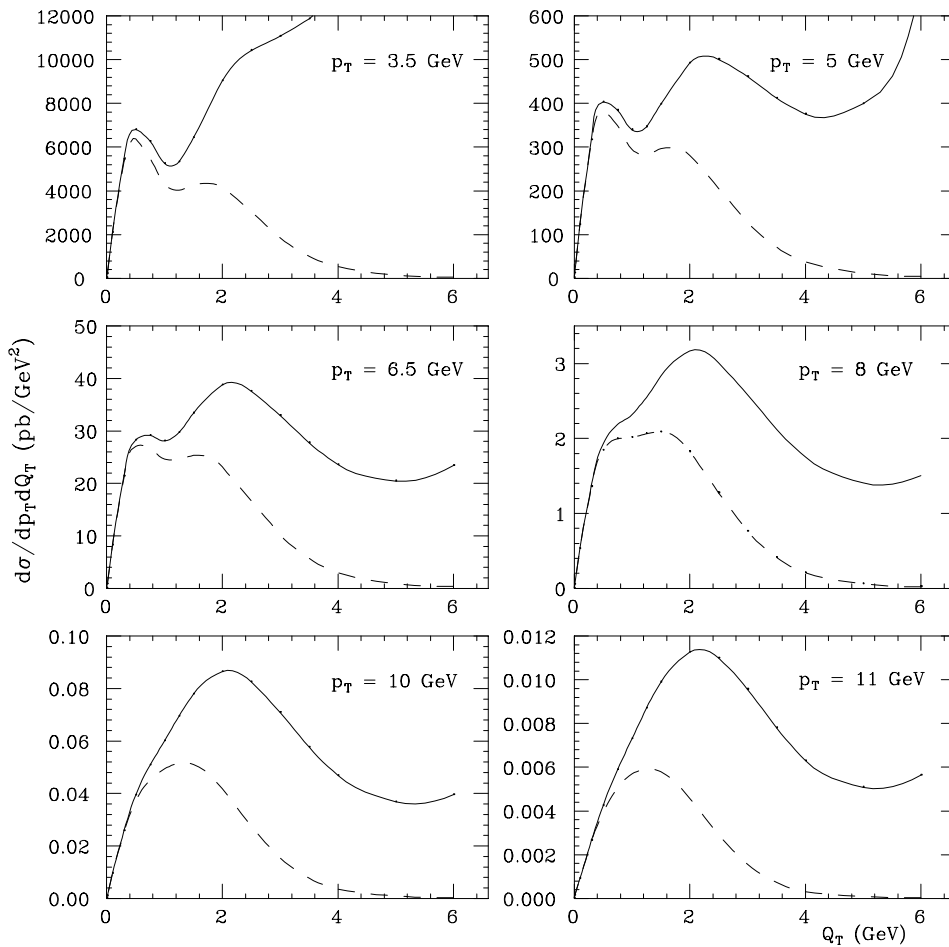 12000
10000
8000
6000
4000
2000
0
p_T = 3.5 GeV
0 2 4 6
600
500
400
300
200
100
0
p_T = 5 GeV
0 2 4 6
dσ/dp_TdQ_T (pb/GeV²)
50
40
30
20
10
0
p_T = 6.5 GeV
0 2 4 6
3
2
1
0
p_T = 8 GeV
0 2 4 6
0.10
0.08
0.06
0.04
0.02
0.00
p_T = 10 GeV
0 2 4 6
0.012
0.010
0.008
0.006
0.004
0.002
0.000
p_T = 11 GeV
0 2 4 6
Q_T (GeV)